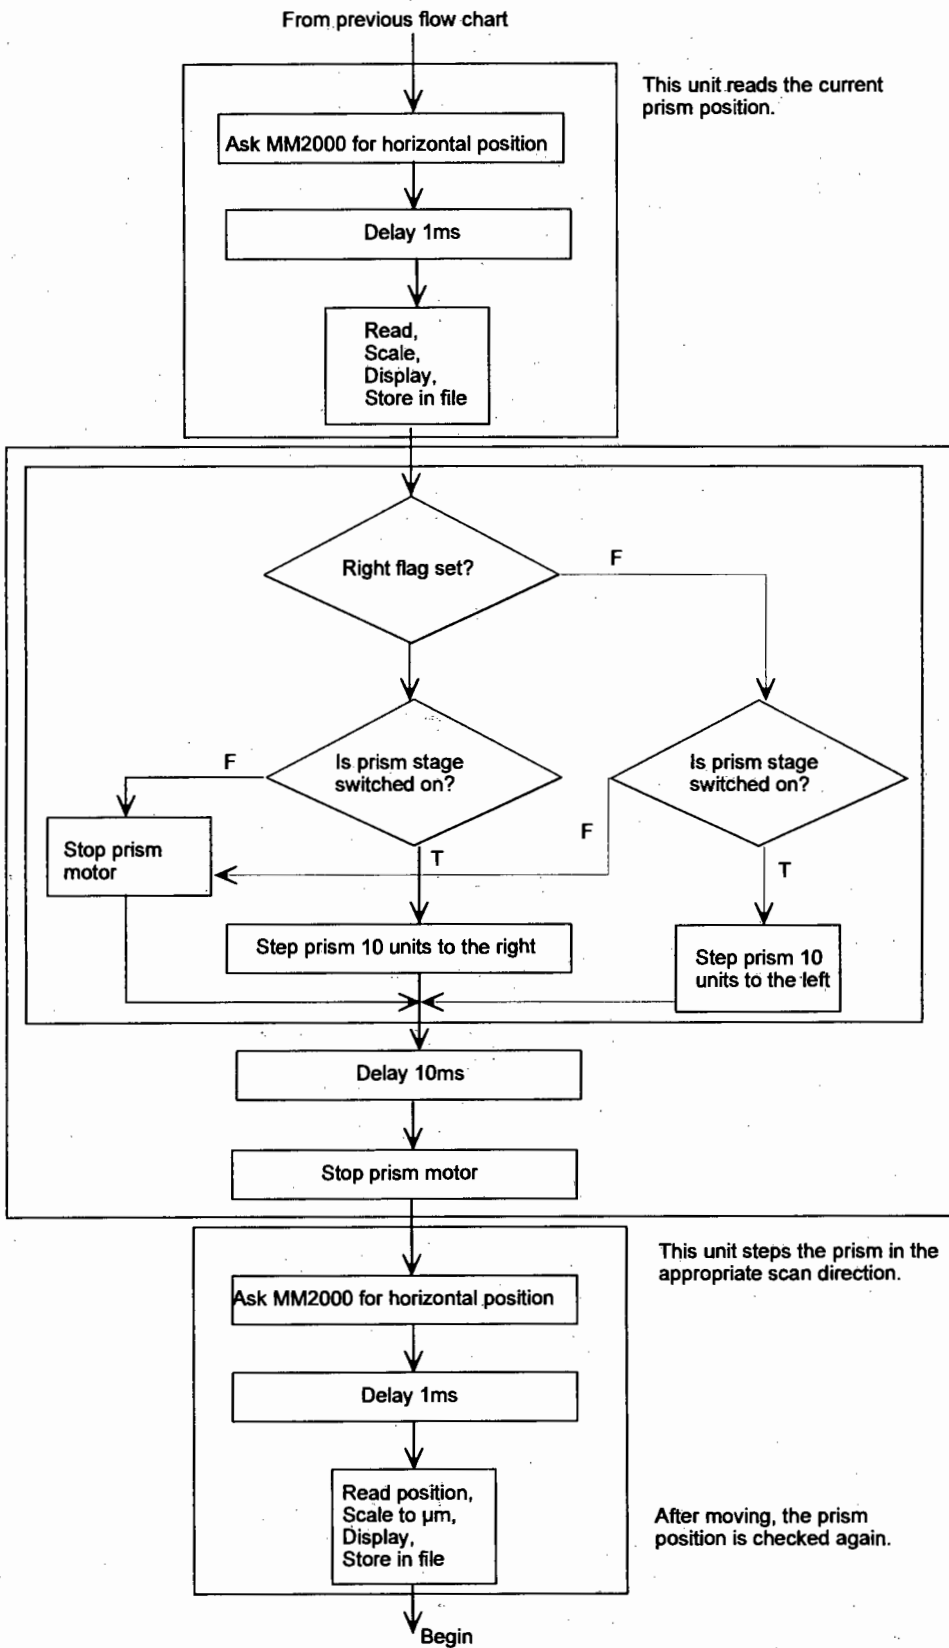 From previous flow chart
This unit reads the current
prism position.
Ask MM2000 for horizontal position
Delay 1ms
Read,
Scale,
Display,
Store in file
Right flag set?
F
Is prism stage
switched on?
F
Is prism stage
switched on?
F
Stop prism
motor
T
T
Step prism 10 units to the right
Step prism 10
units to the left
Delay 10ms
Stop prism motor
This unit steps the prism in the
appropriate scan direction.
Ask MM2000 for horizontal position
Delay 1ms
Read position,
Scale to µm,
Display,
Store in file
After moving, the prism
position is checked again.
Begin